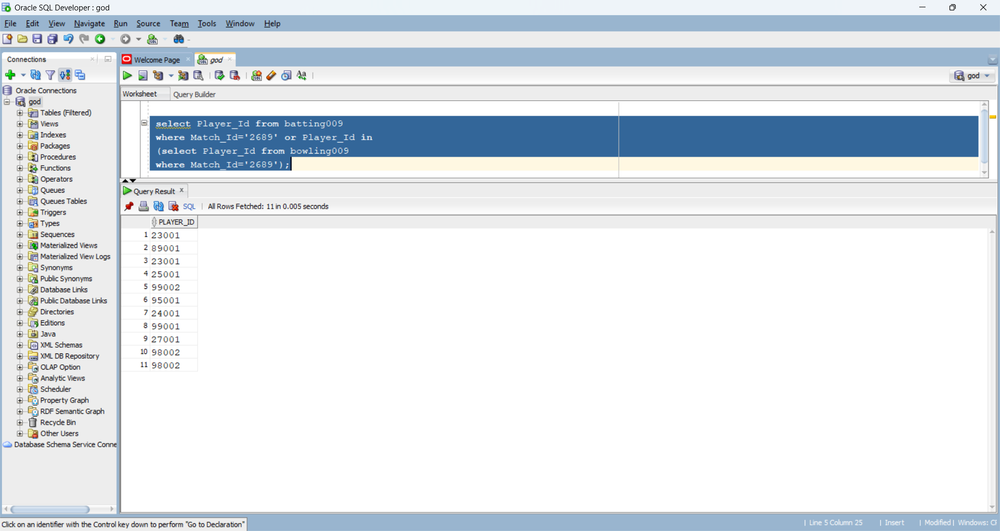 Oracle SQL Developer : god
File Edit View Navigate Run Source Team Tools Window Help
Connections
Welcome Page
god
god
Worksheet
Query Builder
Oracle Connections
god
Tables (Filtered)
Views
Indexes
Packages
Procedures
Functions
Operators
Queues
Queues Tables
Triggers
Types
Sequences
Materialized Views
Materialized View Logs
Synonyms
Public Synonyms
Database Links
Public Database Links
Directories
Editions
Java
XML Schemas
XML DB Repository
OLAP Option
Analytic Views
Scheduler
Property Graph
RDF Semantic Graph
Recycle Bin
Other Users
Database Schema Service Conne
select Player_Id from batting009
where Match_Id='2689' or Player_Id in
(select Player_Id from bowling009
where Match_Id='2689');
Query Result
SQL | All Rows Fetched: 11 in 0.005 seconds
PLAYER_ID
1 23001
2 89001
3 23001
4 25001
5 99002
6 95001
7 24001
8 99001
9 27001
10 98002
11 98002
Click on an identifier with the Control key down to perform "Go to Declaration"
| Line 5 Column 25 | Insert | Modified | Windows: C